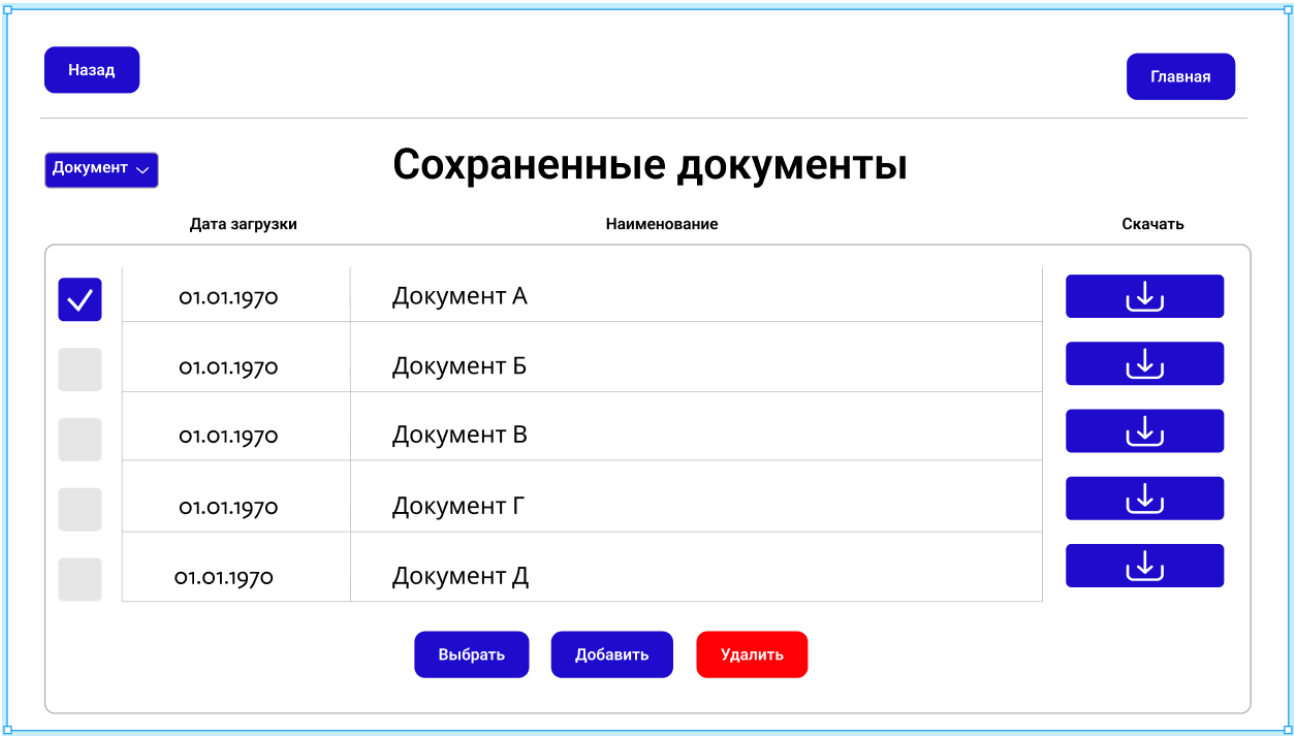 Назад
Главная
Документ
Сохраненные документы
Дата загрузки Наименование Скачать
01.01.1970 Документ А
01.01.1970 Документ Б
01.01.1970 Документ В
01.01.1970 Документ Г
01.01.1970 Документ Д
Выбрать Добавить Удалить